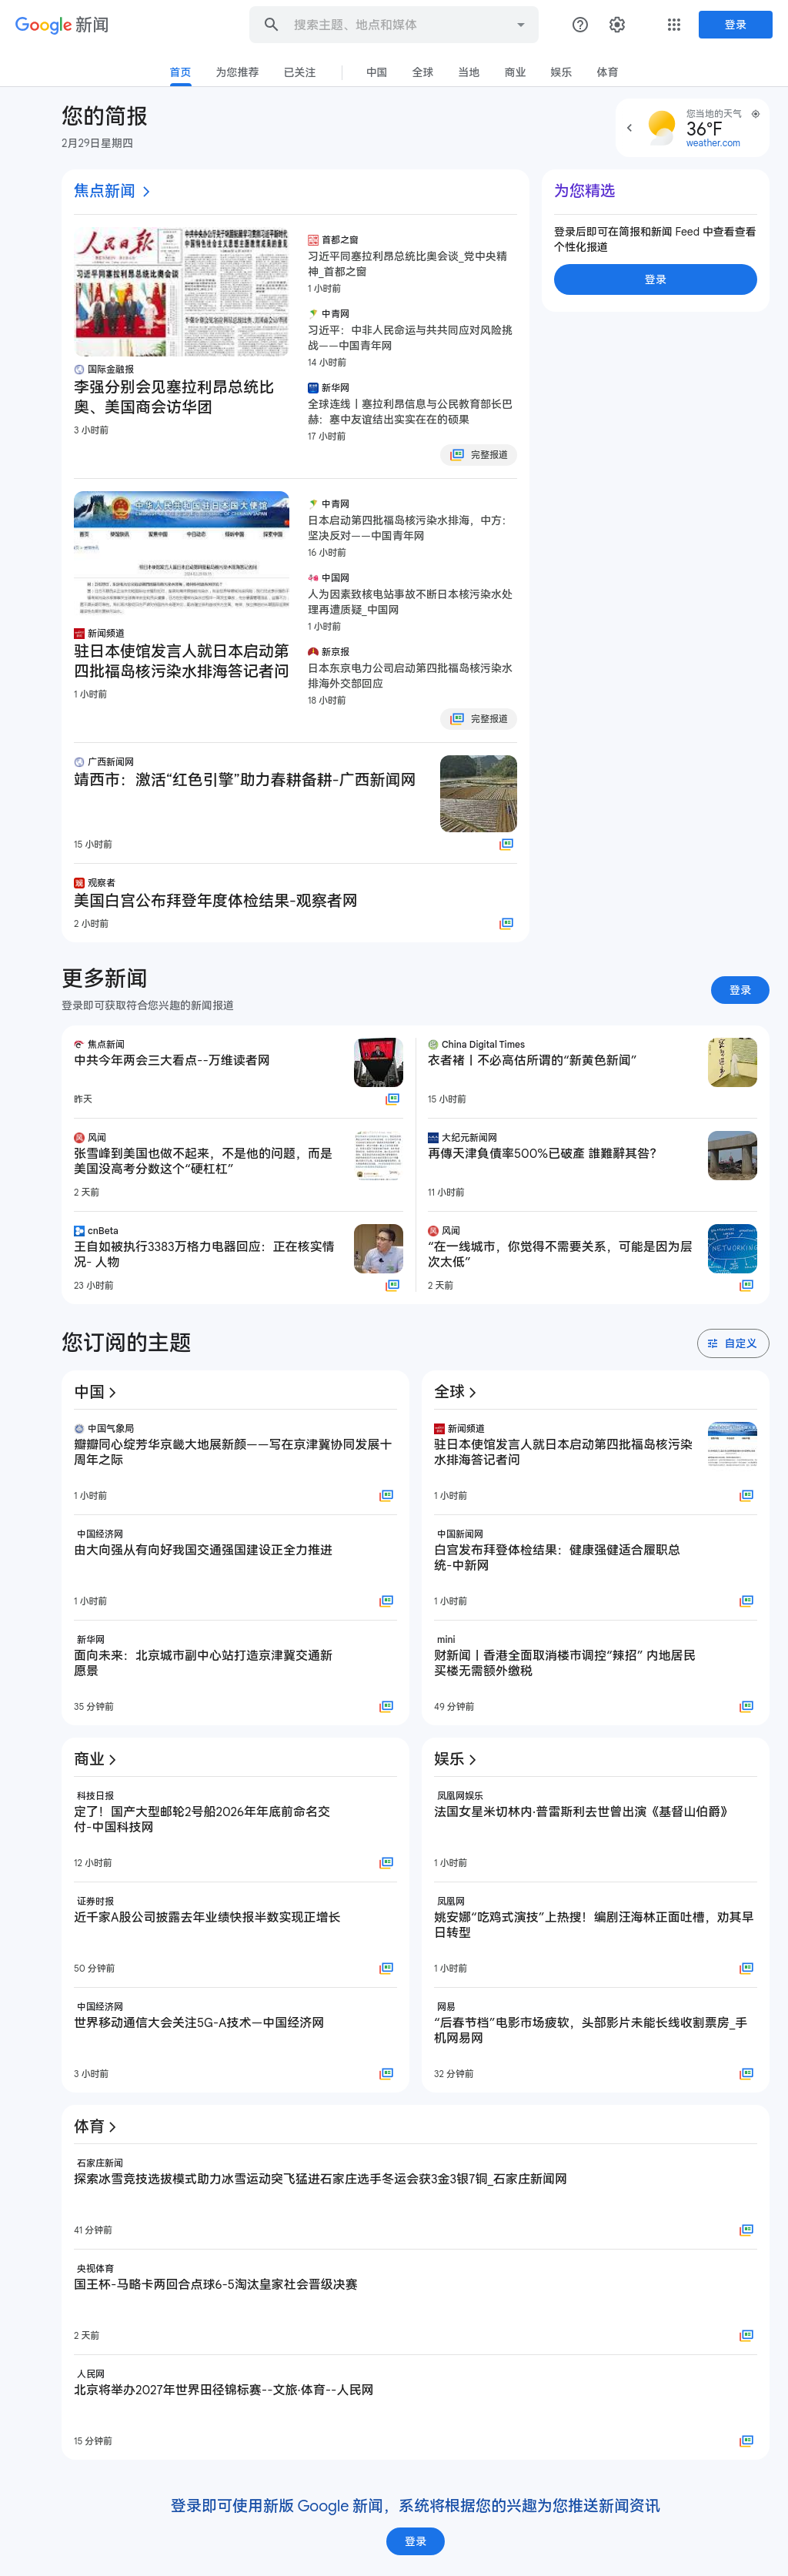 Google 新闻
搜索主题、地点和媒体
登录
首页
为您推荐
已关注
中国
全球
当地
商业
娱乐
体育
您的简报
2月29日星期四
您当地的天气
36°F
weather.com
焦点新闻
人民日报
习近平同塞拉利昂总统比奥会谈
国际金融报
李强分别会见塞拉利昂总统比
奥、美国商会访华团
3 小时前
首都之窗
习近平同塞拉利昂总统比奥会谈_党中央精
神_首都之窗
1 小时前
中青网
习近平：中非人民命运与共共同应对风险挑
战——中国青年网
14 小时前
新华网
全球连线丨塞拉利昂信息与公民教育部长巴
赫：塞中友谊结出实实在在的硕果
17 小时前
完整报道
为您精选
登录后即可在简报和新闻 Feed 中查看查看
个性化报道
登录
中华人民共和国驻日本国大使馆
新闻频道
驻日本使馆发言人就日本启动第
四批福岛核污染水排海答记者问
1 小时前
中青网
日本启动第四批福岛核污染水排海，中方：
坚决反对——中国青年网
16 小时前
中国网
人为因素致核电站事故不断日本核污染水处
理再遭质疑_中国网
1 小时前
新京报
日本东京电力公司启动第四批福岛核污染水
排海外交部回应
18 小时前
完整报道
广西新闻网
靖西市：激活“红色引擎”助力春耕备耕-广西新闻网
15 小时前
观察者
美国白宫公布拜登年度体检结果-观察者网
2 小时前
更多新闻
登录即可获取符合您兴趣的新闻报道
登录
焦点新闻
中共今年两会三大看点--万维读者网
昨天
China Digital Times
衣者褚丨不必高估所谓的“新黄色新闻”
15 小时前
风闻
张雪峰到美国也做不起来，不是他的问题，而是
美国没高考分数这个“硬杠杠”
2 天前
大纪元新闻网
再傳天津負債率500%已破產 誰難辭其咎？
11 小时前
cnBeta
王自如被执行3383万格力电器回应：正在核实情
况- 人物
23 小时前
风闻
“在一线城市，你觉得不需要关系，可能是因为层
次太低”
2 天前
NETWORKING
您订阅的主题
自定义
中国
中国气象局
瓣瓣同心绽芳华京畿大地展新颜——写在京津冀协同发展十
周年之际
1 小时前
中国经济网
由大向强从有向好我国交通强国建设正全力推进
1 小时前
新华网
面向未来：北京城市副中心站打造京津冀交通新
愿景
35 分钟前
全球
新闻频道
驻日本使馆发言人就日本启动第四批福岛核污染
水排海答记者问
1 小时前
中国新闻网
白宫发布拜登体检结果：健康强健适合履职总
统-中新网
1 小时前
mini
财新闻丨香港全面取消楼市调控“辣招” 内地居民
买楼无需额外缴税
49 分钟前
商业
科技日报
定了！国产大型邮轮2号船2026年年底前命名交
付-中国科技网
12 小时前
证券时报
近千家A股公司披露去年业绩快报半数实现正增长
50 分钟前
中国经济网
世界移动通信大会关注5G-A技术—中国经济网
3 小时前
娱乐
凤凰网娱乐
法国女星米切林内·普雷斯利去世曾出演《基督山伯爵》
1 小时前
凤凰网
姚安娜“吃鸡式演技”上热搜！编剧汪海林正面吐槽，劝其早
日转型
1 小时前
网易
“后春节档”电影市场疲软，头部影片未能长线收割票房_手
机网易网
32 分钟前
体育
石家庄新闻
探索冰雪竞技选拔模式助力冰雪运动突飞猛进石家庄选手冬运会获3金3银7铜_石家庄新闻网
41 分钟前
央视体育
国王杯-马略卡两回合点球6-5淘汰皇家社会晋级决赛
2 天前
人民网
北京将举办2027年世界田径锦标赛--文旅·体育--人民网
15 分钟前
登录即可使用新版 Google 新闻，系统将根据您的兴趣为您推送新闻资讯
登录